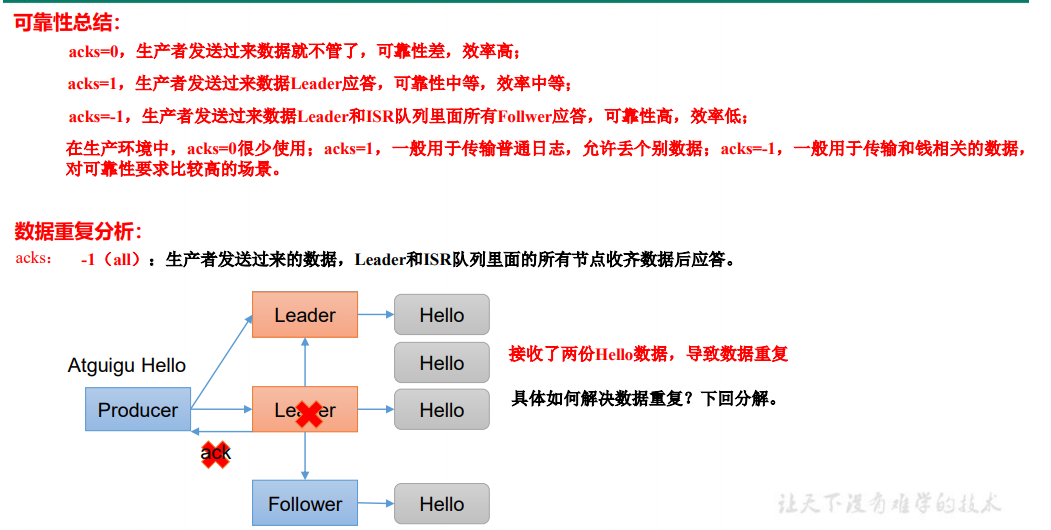 可靠性总结：
acks=0，生产者发送过来数据就不管了，可靠性差，效率高；
acks=1，生产者发送过来数据Leader应答，可靠性中等，效率中等；
acks=-1，生产者发送过来数据Leader和ISR队列里面所有Follwer应答，可靠性高，效率低；
在生产环境中，acks=0很少使用；acks=1，一般用于传输普通日志，允许丢个别数据；acks=-1，一般用于传输和钱相关的数据，
对可靠性要求比较高的场景。
数据重复分析：
acks： -1（all）：生产者发送过来的数据，Leader和ISR队列里面的所有节点收齐数据后应答。
Leader
Hello
Atguigu Hello
Hello
接收了两份Hello数据，导致数据重复
Producer
Leader
Hello
具体如何解决数据重复？下回分解。
ack
Follower
Hello
让天下没有难学的技术